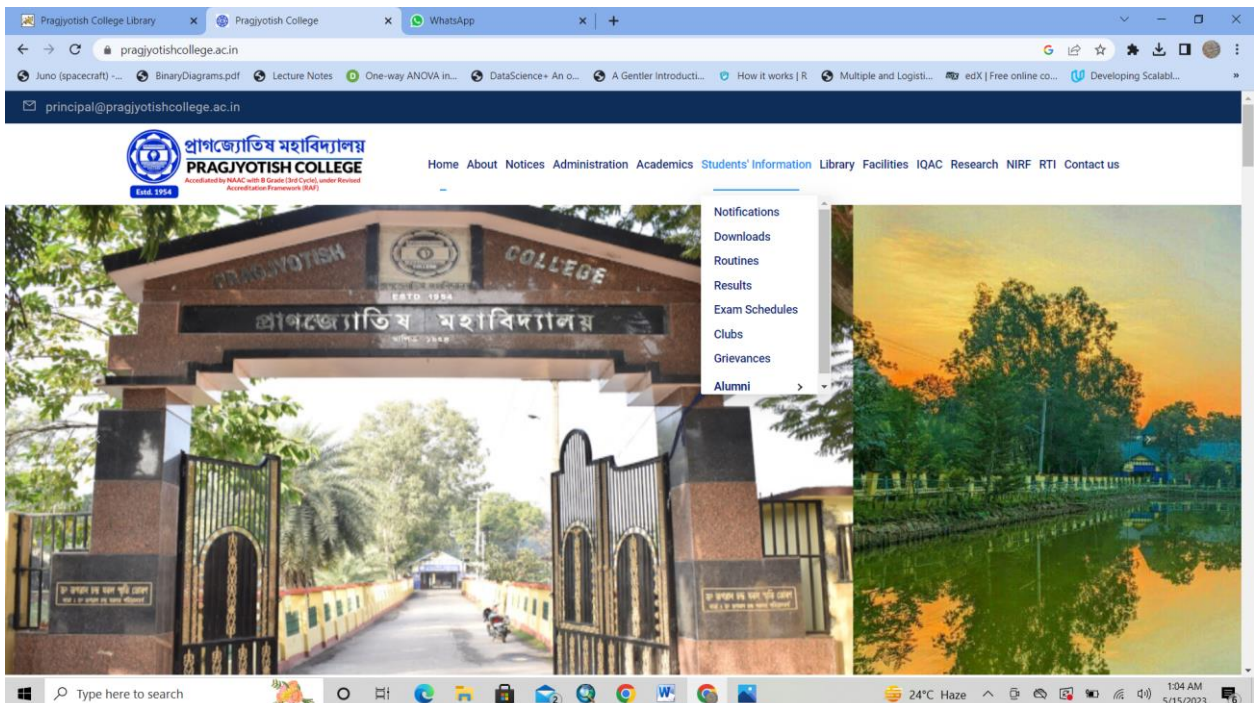 Pragjyotish College Library
Pragjyotish College
WhatsApp
pragjyotishcollege.ac.in
Juno (spacecraft) -... BinaryDiagrams.pdf Lecture Notes One-way ANOVA in... DataScience+ An o... A Gentler Introducti... How it works | R Multiple and Logisti... edX | Free online co... Developing Scalabl... »
principal@pragjyotishcollege.ac.in
প্রাগজ্যোতিষ মহাবিদ্যালয়
PRAGJYOTISH COLLEGE
Accrediated by NAAC with B Grade (3rd Cycle), under Revised
Accreditation Framework (RAF)
Estd. 1954
Home About Notices Administration Academics Students' Information Library Facilities IQAC Research NIRF RTI Contact us
Notifications
Downloads
Routines
Results
Exam Schedules
Clubs
Grievances
Alumni
PRAGJYOTISH COLLEGE
ESTD 1954
প্রাগজ্যোতিষ মহাবিদ্যালয়
Type here to search
24°C Haze
1:04 AM
5/15/2023
6